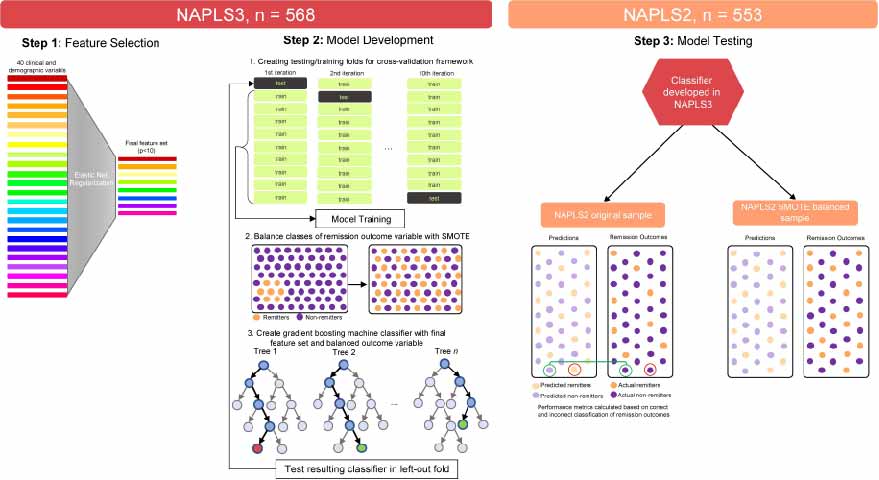 NAPLS3, n = 568
Step 1: Feature Selection
40 clinical and
demographic variable
Elastic Net
Regularization
Final feature set
(p<10)
Step 2: Model Development
1. Creating testing/training folds for cross-validation framework
1st iteration 2nd iteration 10th iteration
test train train
train test train
train train train
train train train
train train train
train train train
... 
train train train
train train train
train train train
train train test
Model Training
2. Balance classes of remission outcome variable with SMOTE
Remitters Non-remitters
3. Create gradient boosting machine classifier with final
feature set and balanced outcome variable
Tree 1 Tree 2 Tree n
...
Test resulting classifier in left-out fold
NAPLS2, n = 553
Step 3: Model Testing
Classifier
developed in
NAPLS3
NAPLS2 original sample
NAPLS2 SMOTE balanced
sample
Predictions Remission Outcomes
Predictions Remission Outcomes
Predicted remitters Actual remitters
Predicted non-remitters Actual non-remitters
Performance metrics calculated based on correct
and incorrect classification of remission outcomes